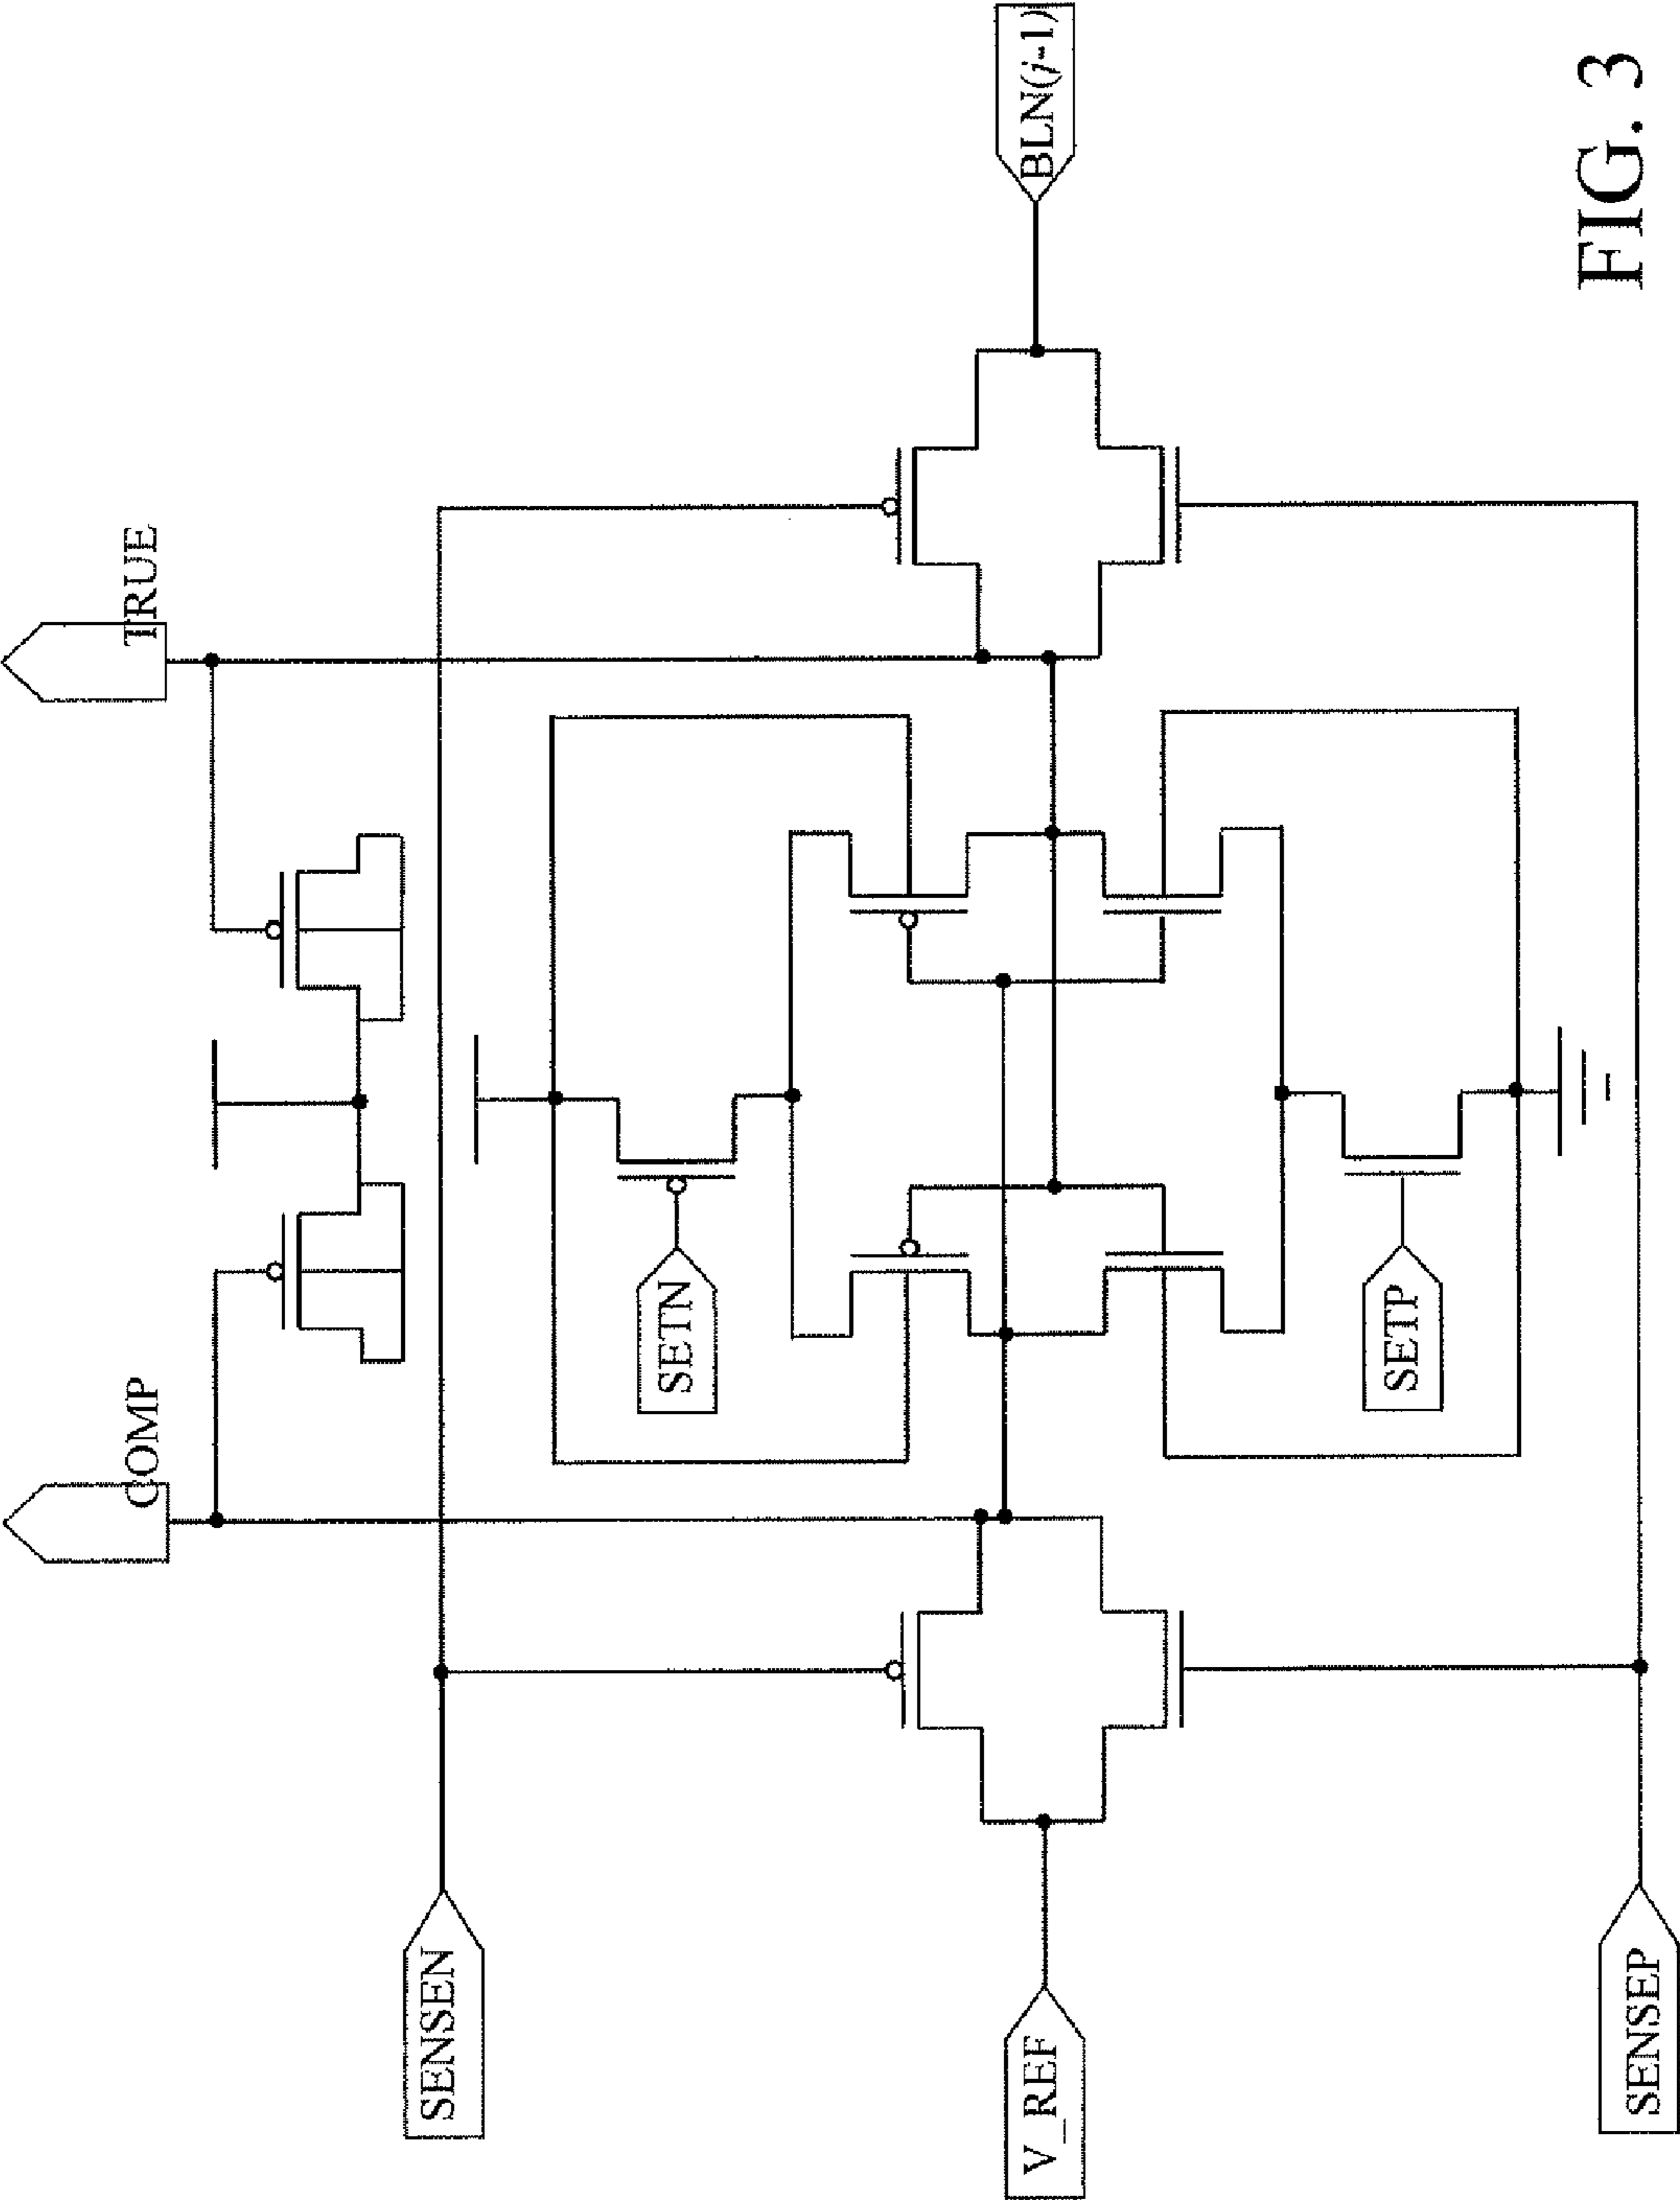 COMP
TRUE
SENSEN
SETN
V_REF
BLN(j-1)
SETP
SENSEP
FIG. 3